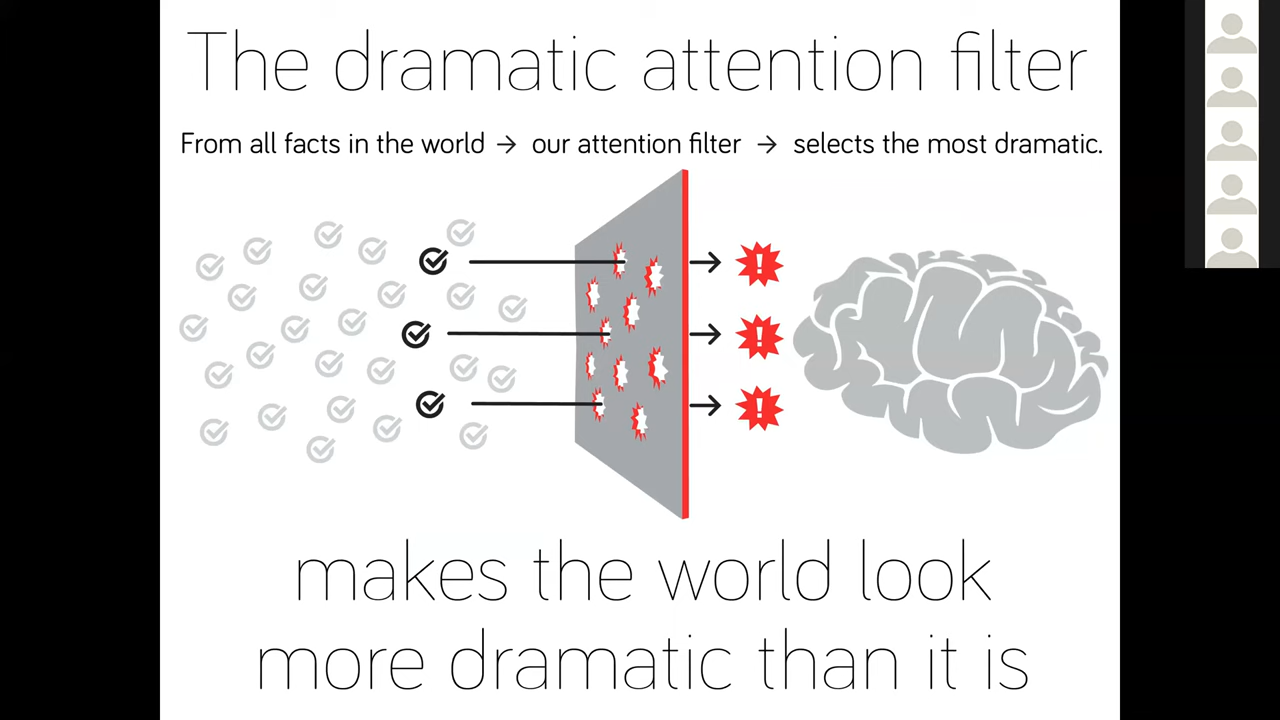 The dramatic attention filter
From all facts in the world → our attention filter → selects the most dramatic.
! 
!
!
makes the world look
more dramatic than it is